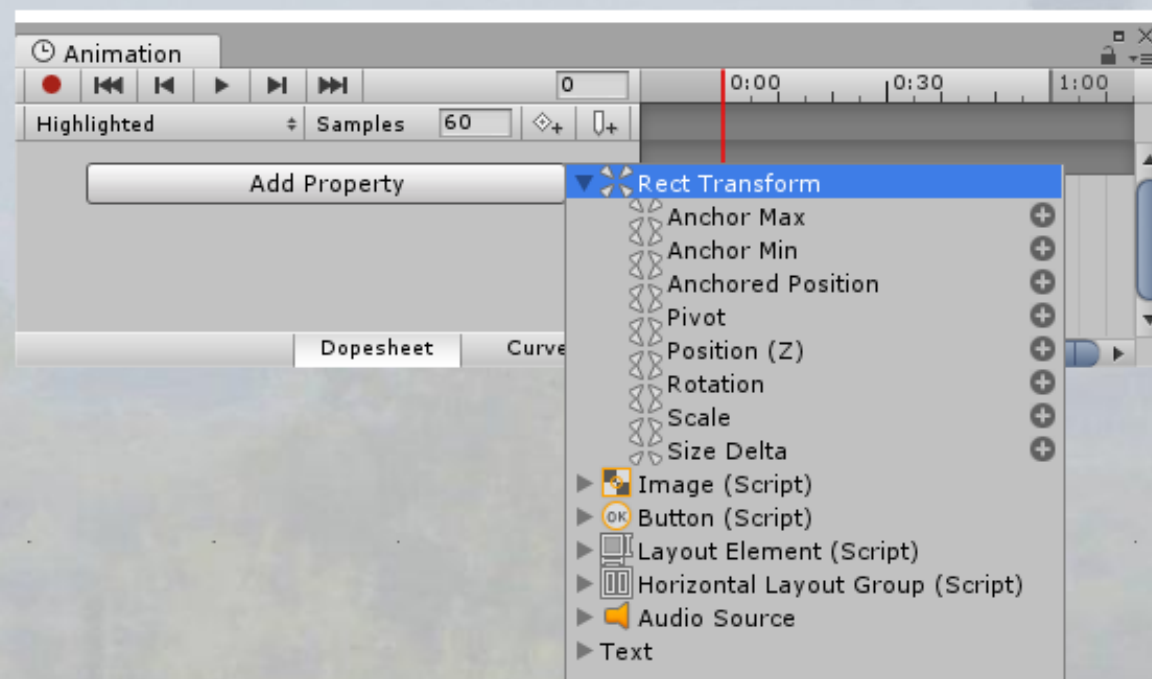 Animation
0 0:00 0:30 1:00
Highlighted Samples 60
Add Property
Rect Transform
Anchor Max
Anchor Min
Anchored Position
Pivot
Position (Z)
Rotation
Scale
Size Delta
Dopesheet Curve
Image (Script)
OK Button (Script)
Layout Element (Script)
Horizontal Layout Group (Script)
Audio Source
Text